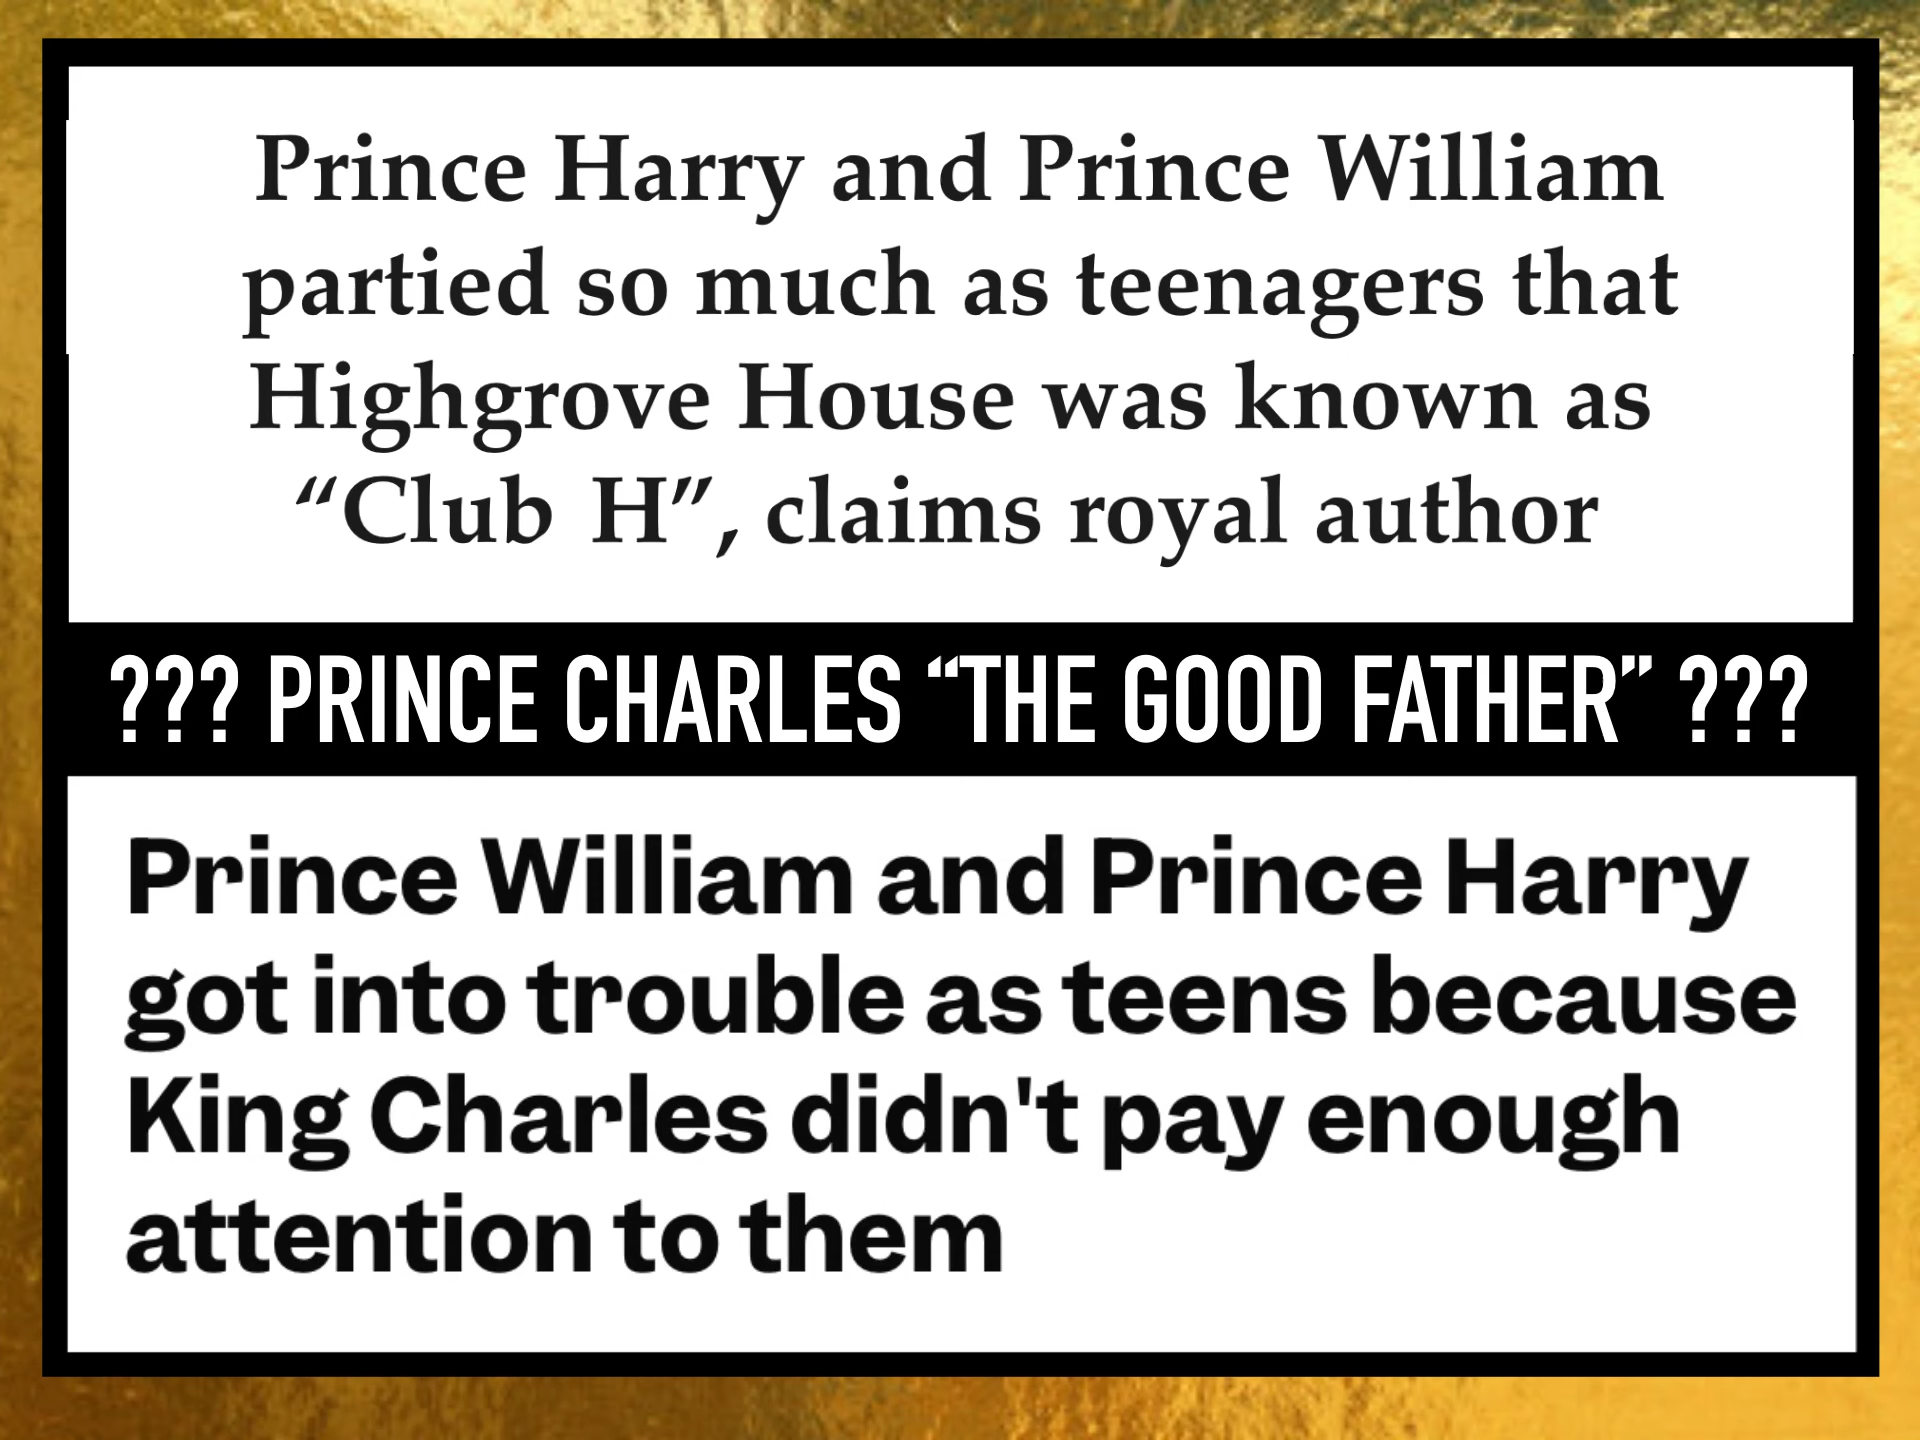 Prince Harry and Prince William
partied so much as teenagers that
Highgrove House was known as
“Club H”, claims royal author
??? PRINCE CHARLES “THE GOOD FATHER” ???
Prince William and Prince Harry
got into trouble as teens because
King Charles didn't pay enough
attention to them